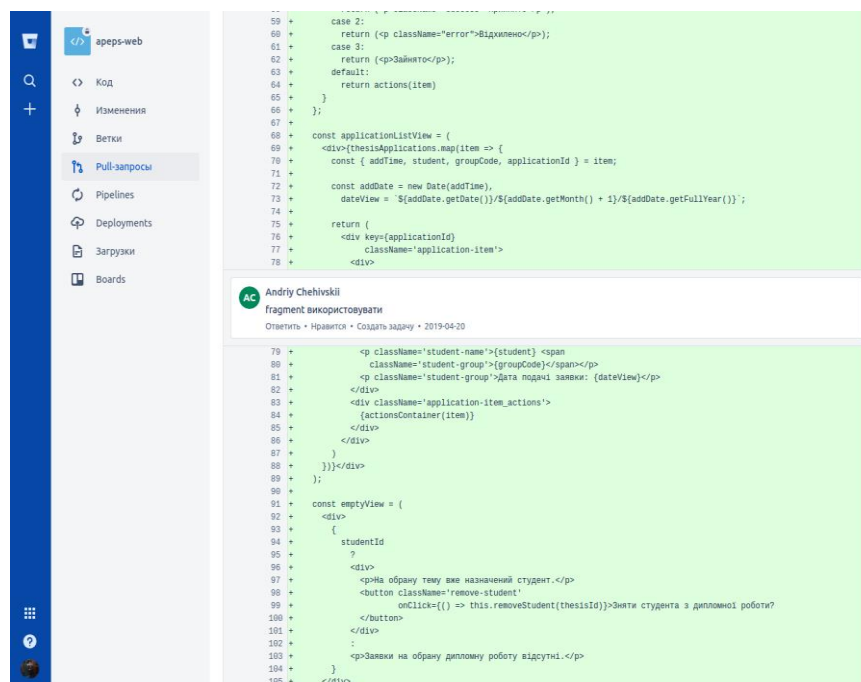 apeps-web
Код
Изменения
Ветки
Pull-запросы
Pipelines
Deployments
Загрузки
Boards
59 + case 2:
60 + return (<p className="error">Відхилено</p>);
61 + case 3:
62 + return (<p>Зайнято</p>);
63 + default:
64 + return actions(item)
65 + }
66 + };
67 +
68 + const applicationListView = (
69 + <div>{thesisApplications.map(item => {
70 + const { addTime, student, groupCode, applicationId } = item;
71 +
72 + const addDate = new Date(addTime),
73 + dateView = `${addDate.getDate()}/${addDate.getMonth() + 1}/${addDate.getFullYear()}`;
74 +
75 + return (
76 + <div key={applicationId}
77 + className='application-item'>
78 + <div>
AC Andriy Chehivskii
fragment використовувати
Ответить • Нравится • Создать задачу • 2019-04-20
79 + <p className='student-name'>{student} <span
80 + className='student-group'>{groupCode}</span></p>
81 + <p className='student-group'>Дата подачі заявки: {dateView}</p>
82 + </div>
83 + <div className='application-item_actions'>
84 + {actionsContainer(item)}
85 + </div>
86 + </div>
87 + )
88 + })}</div>
89 + );
90 +
91 + const emptyView = (
92 + <div>
93 + {
94 + studentId
95 + ?
96 + <div>
97 + <p>На обрану тему вже назначений студент.</p>
98 + <button className='remove-student'
99 + onClick={() => this.removeStudent(thesisId)}>Зняти студента з дипломної роботи?
100 + </button>
101 + </div>
102 + :
103 + <p>Заявки на обрану дипломну роботу відсутні.</p>
104 + }
105 + </div>